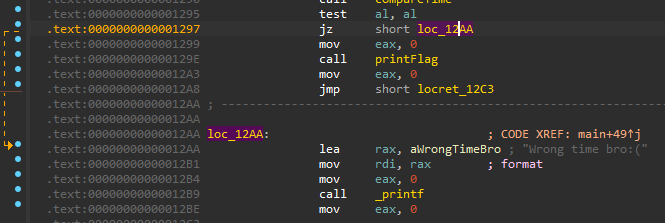 .text:0000000000001290 call compareTime
.text:0000000000001295 test al, al
.text:0000000000001297 jz short loc_12AA
.text:0000000000001299 mov eax, 0
.text:000000000000129E call printFlag
.text:00000000000012A3 mov eax, 0
.text:00000000000012A8 jmp short locret_12C3
.text:00000000000012AA ; ---------------------------------------------------------------------------
.text:00000000000012AA
.text:00000000000012AA loc_12AA: ; CODE XREF: main+49↑j
.text:00000000000012AA lea rax, aWrongTimeBro ; "Wrong time bro:("
.text:00000000000012B1 mov rdi, rax ; format
.text:00000000000012B4 mov eax, 0
.text:00000000000012B9 call _printf
.text:00000000000012BE mov eax, 0